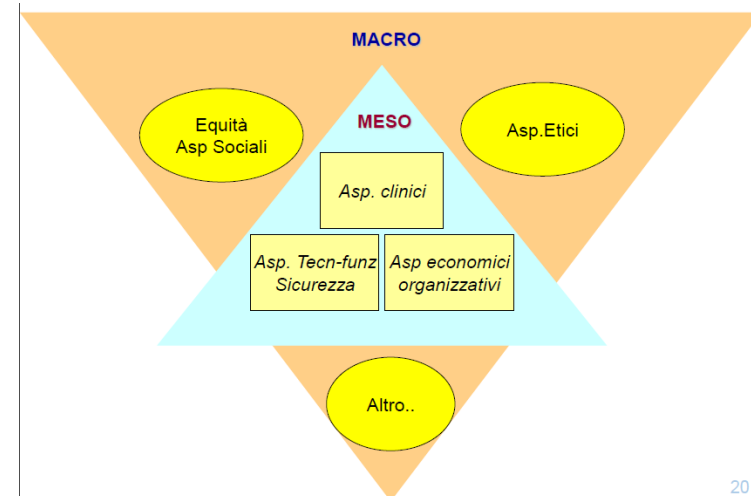 MACRO
Equità
Asp Sociali
MESO
Asp.Etici
Asp. clinici
Asp. Tecn-funz
Sicurezza
Asp economici
organizzativi
Altro..
20